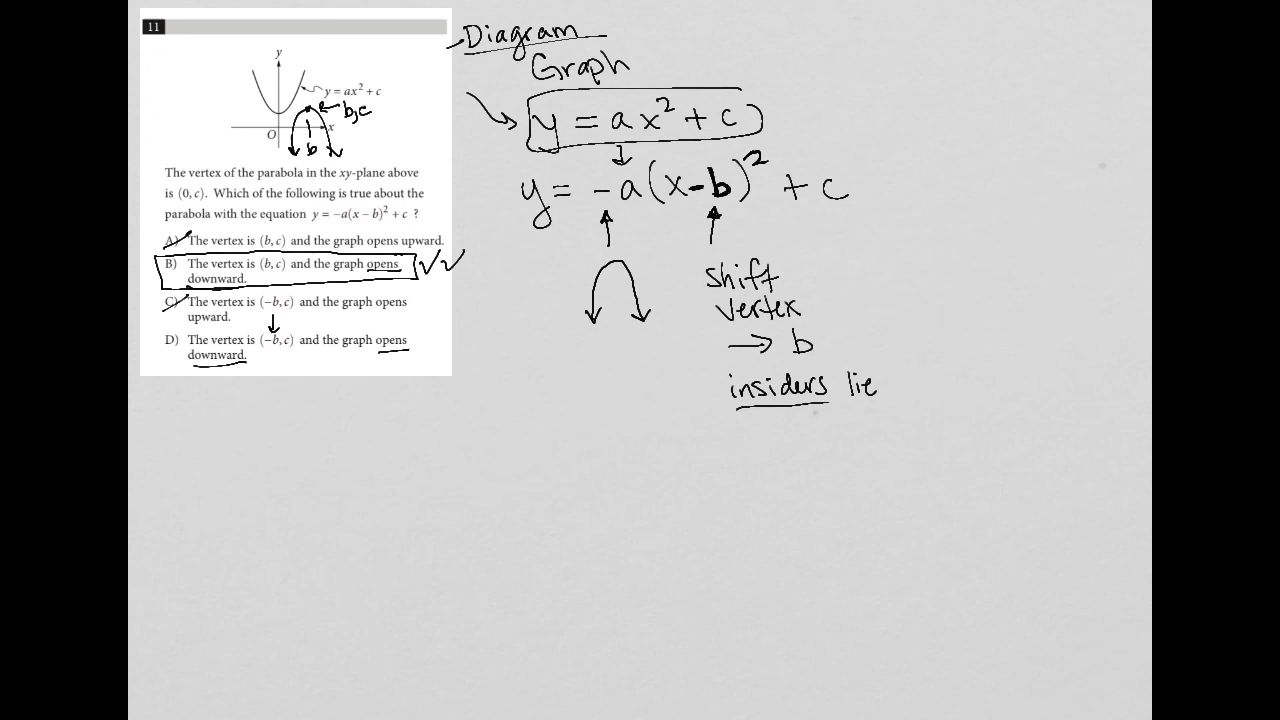 11
y
y = ax² + c
b,c
x
O
b
The vertex of the parabola in the xy-plane above
is (0, c). Which of the following is true about the
parabola with the equation y = −a(x − b)² + c ?
A) The vertex is (b, c) and the graph opens upward.
B) The vertex is (b, c) and the graph opens
downward.
C) The vertex is (−b, c) and the graph opens
upward.
D) The vertex is (−b, c) and the graph opens
downward.
Diagram
Graph
y = ax² + c
y = -a(x-b)² + c
shift
vertex
→ b
insiders lie